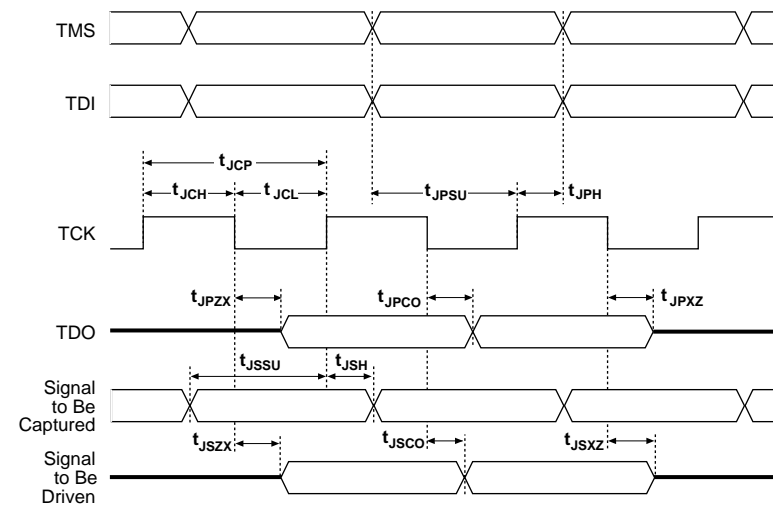 TMS
TDI
tJCP
tJCH
tJCL
tJPSU
tJPH
TCK
tJPZX
tJPCO
tJPXZ
TDO
tJSSU
tJSH
Signal
to Be
Captured
tJSZX
tJSCO
tJSXZ
Signal
to Be
Driven